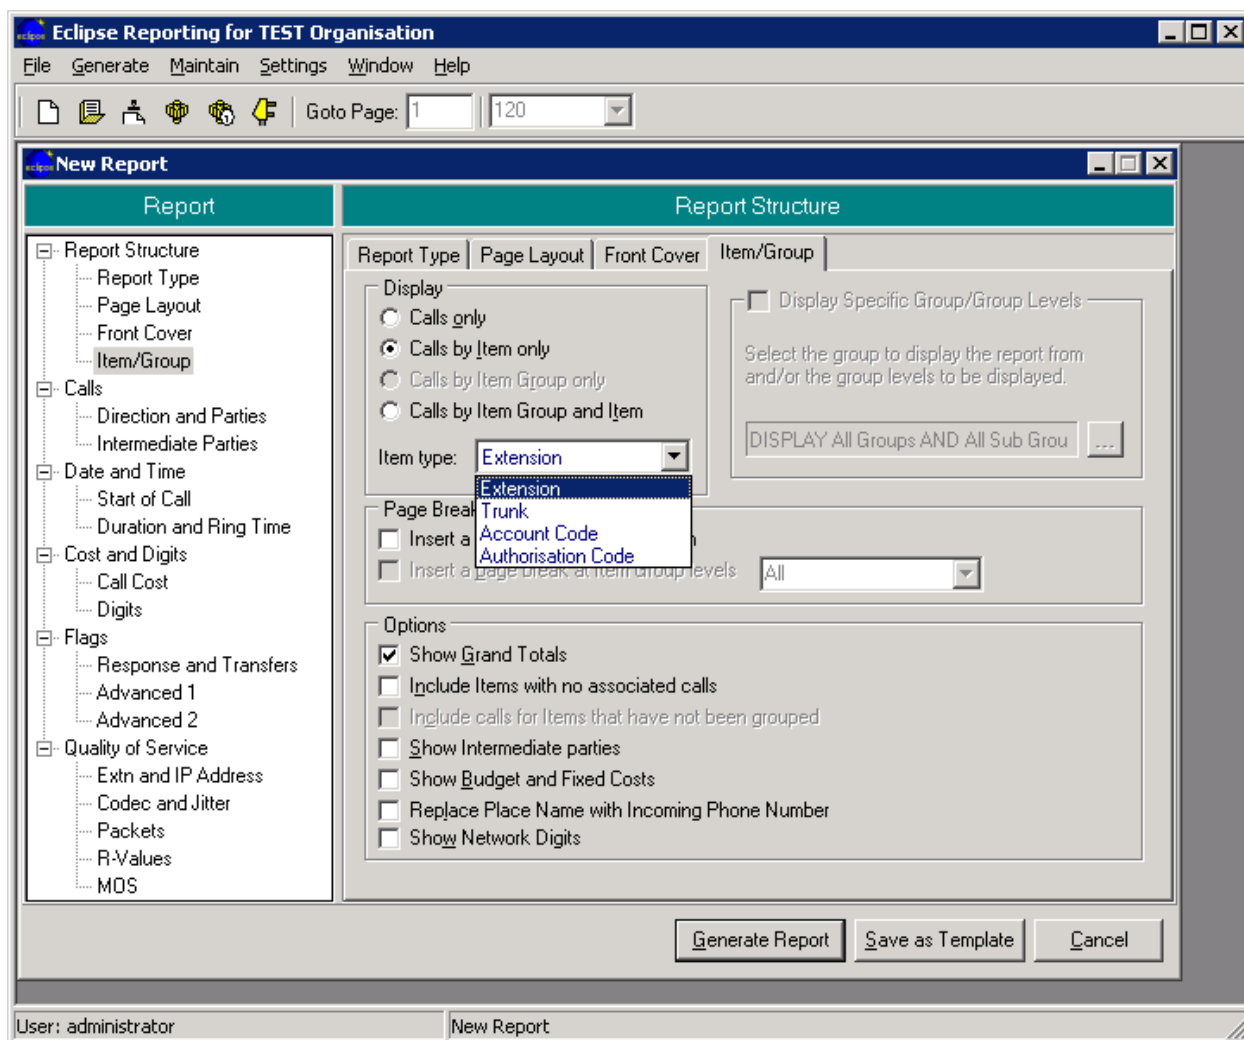 Eclipse Reporting for TEST Organisation
File Generate Maintain Settings Window Help
Goto Page: 1 120
New Report
Report
Report Structure
Report Structure
Report Type
Page Layout
Front Cover
Item/Group
Calls
Direction and Parties
Intermediate Parties
Date and Time
Start of Call
Duration and Ring Time
Cost and Digits
Call Cost
Digits
Flags
Response and Transfers
Advanced 1
Advanced 2
Quality of Service
Extn and IP Address
Codec and Jitter
Packets
R-Values
MOS
Report Type Page Layout Front Cover Item/Group
Display
Calls only
Calls by Item only
Calls by Item Group only
Calls by Item Group and Item
Item type: Extension
Extension
Trunk
Account Code
Authorisation Code
Display Specific Group/Group Levels
Select the group to display the report from
and/or the group levels to be displayed.
DISPLAY All Groups AND All Sub Grou ...
Page Break
Insert a
Insert a page break at Item Group levels All
Options
Show Grand Totals
Include Items with no associated calls
Include calls for Items that have not been grouped
Show Intermediate parties
Show Budget and Fixed Costs
Replace Place Name with Incoming Phone Number
Show Network Digits
Generate Report Save as Template Cancel
User: administrator New Report